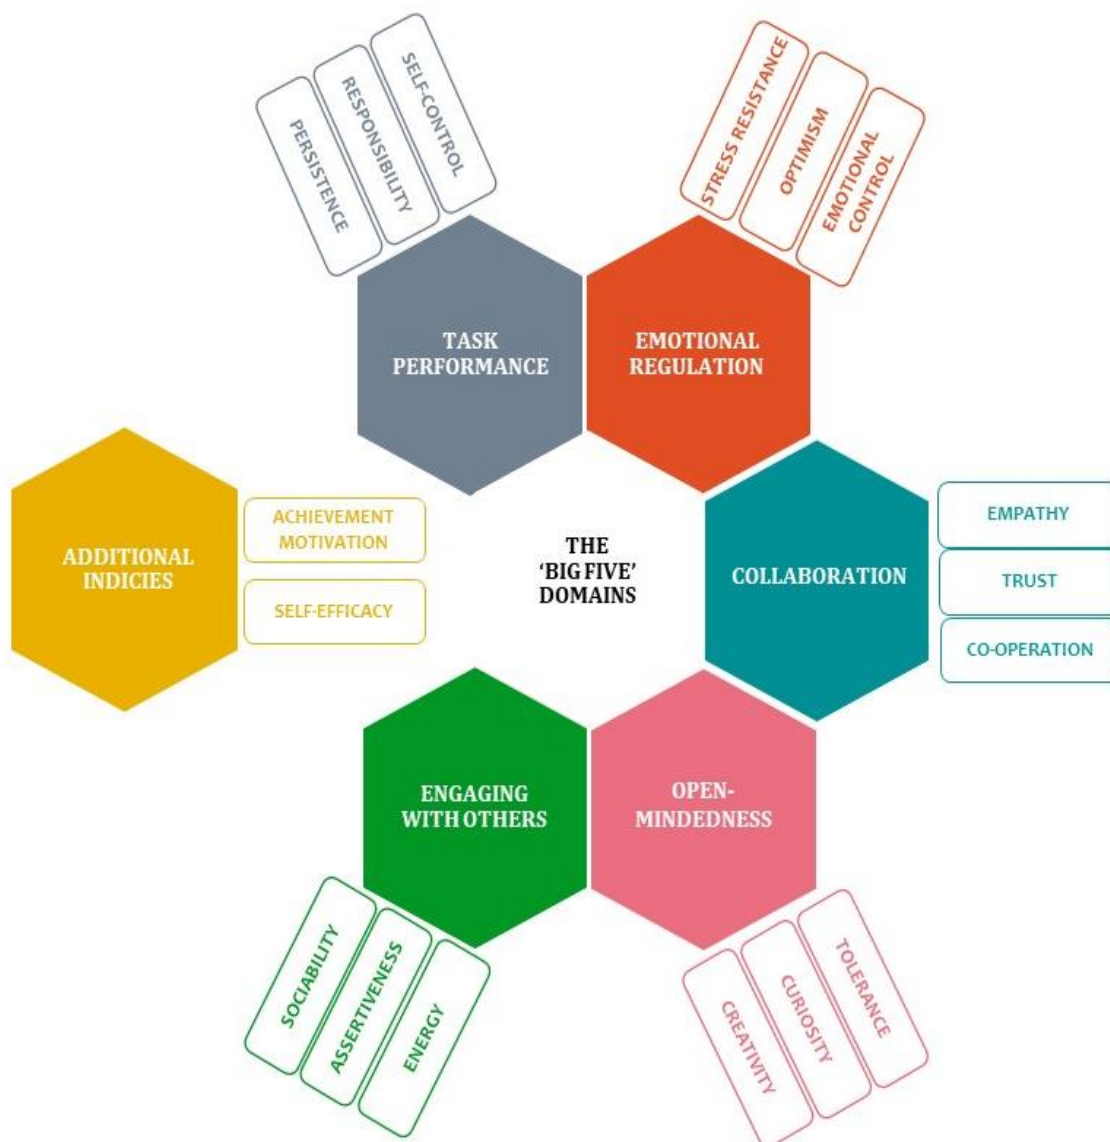 PERSISTENCE
RESPONSIBILITY
SELF-CONTROL
STRESS RESISTANCE
OPTIMISM
EMOTIONAL
CONTROL
TASK
PERFORMANCE
EMOTIONAL
REGULATION
ADDITIONAL
INDICIES
ACHIEVEMENT
MOTIVATION
SELF-EFFICACY
THE
‘BIG FIVE’
DOMAINS
COLLABORATION
EMPATHY
TRUST
CO-OPERATION
ENGAGING
WITH OTHERS
OPEN-
MINDEDNESS
SOCIABILITY
ASSERTIVENESS
ENERGY
CREATIVITY
CURIOSITY
TOLERANCE